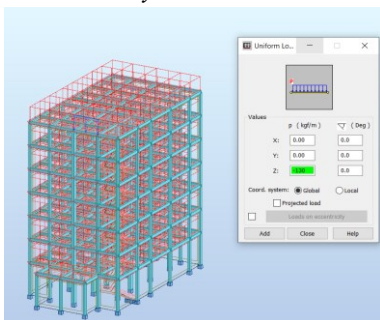 Uniform Lo...
Values
p ( kgf/m )
( Deg )
X: 0.00 0.0
Y: 0.00 0.0
Z: 0.0
Coord. system: Global Local
Projected load
Loads on eccentricity
Add Close Help